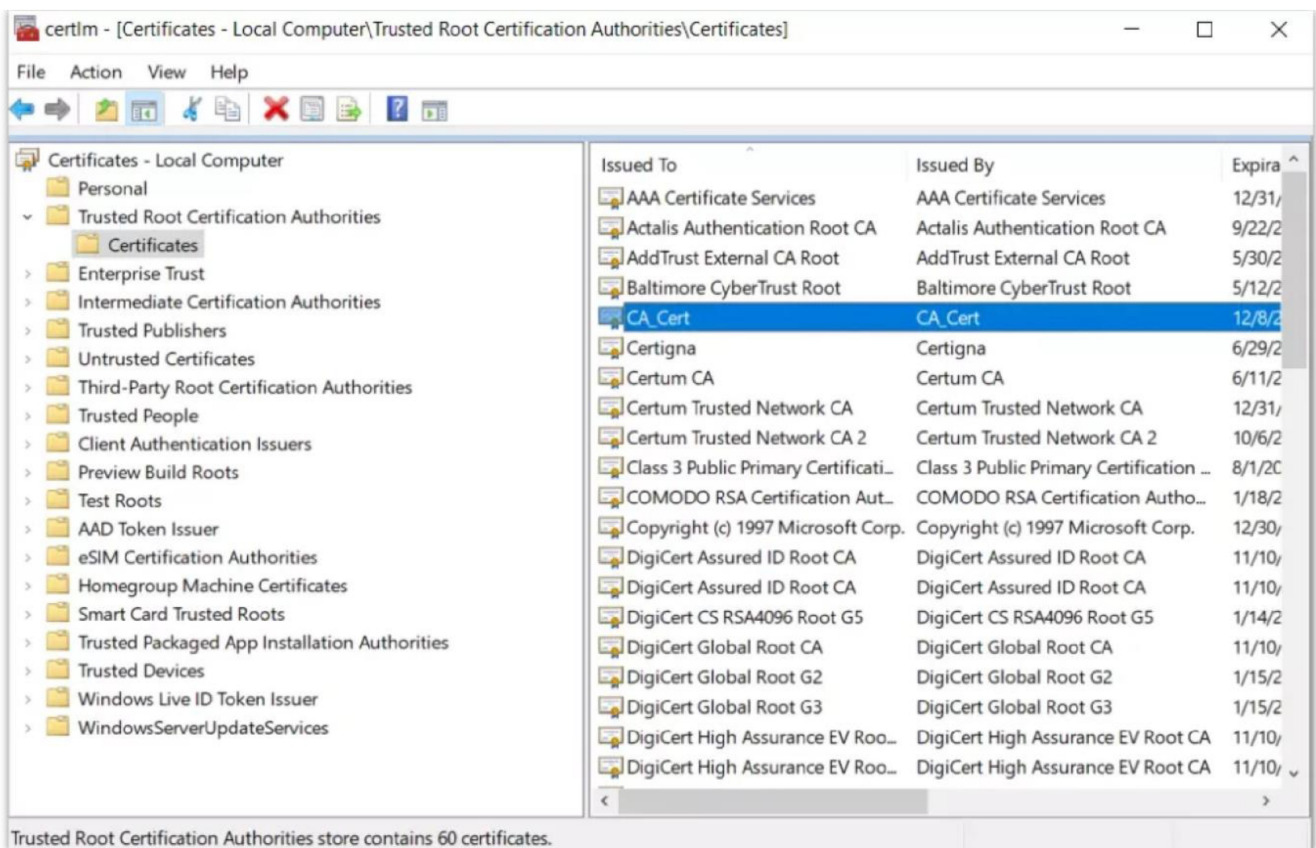 certlm - [Certificates - Local Computer\Trusted Root Certification Authorities\Certificates]
File Action View Help
Certificates - Local Computer
Personal
Trusted Root Certification Authorities
Certificates
Enterprise Trust
Intermediate Certification Authorities
Trusted Publishers
Untrusted Certificates
Third-Party Root Certification Authorities
Trusted People
Client Authentication Issuers
Preview Build Roots
Test Roots
AAD Token Issuer
eSIM Certification Authorities
Homegroup Machine Certificates
Smart Card Trusted Roots
Trusted Packaged App Installation Authorities
Trusted Devices
Windows Live ID Token Issuer
WindowsServerUpdateServices
Issued To Issued By Expira
AAA Certificate Services AAA Certificate Services 12/31/
Actalis Authentication Root CA Actalis Authentication Root CA 9/22/2
AddTrust External CA Root AddTrust External CA Root 5/30/2
Baltimore CyberTrust Root Baltimore CyberTrust Root 5/12/2
CA_Cert CA_Cert 12/8/2
Certigna Certigna 6/29/2
Certum CA Certum CA 6/11/2
Certum Trusted Network CA Certum Trusted Network CA 12/31/
Certum Trusted Network CA 2 Certum Trusted Network CA 2 10/6/2
Class 3 Public Primary Certificati... Class 3 Public Primary Certification ... 8/1/20
COMODO RSA Certification Aut... COMODO RSA Certification Autho... 1/18/2
Copyright (c) 1997 Microsoft Corp. Copyright (c) 1997 Microsoft Corp. 12/30/
DigiCert Assured ID Root CA DigiCert Assured ID Root CA 11/10/
DigiCert Assured ID Root CA DigiCert Assured ID Root CA 11/10/
DigiCert CS RSA4096 Root G5 DigiCert CS RSA4096 Root G5 1/14/2
DigiCert Global Root CA DigiCert Global Root CA 11/10/
DigiCert Global Root G2 DigiCert Global Root G2 1/15/2
DigiCert Global Root G3 DigiCert Global Root G3 1/15/2
DigiCert High Assurance EV Roo... DigiCert High Assurance EV Root CA 11/10/
DigiCert High Assurance EV Roo... DigiCert High Assurance EV Root CA 11/10/
Trusted Root Certification Authorities store contains 60 certificates.